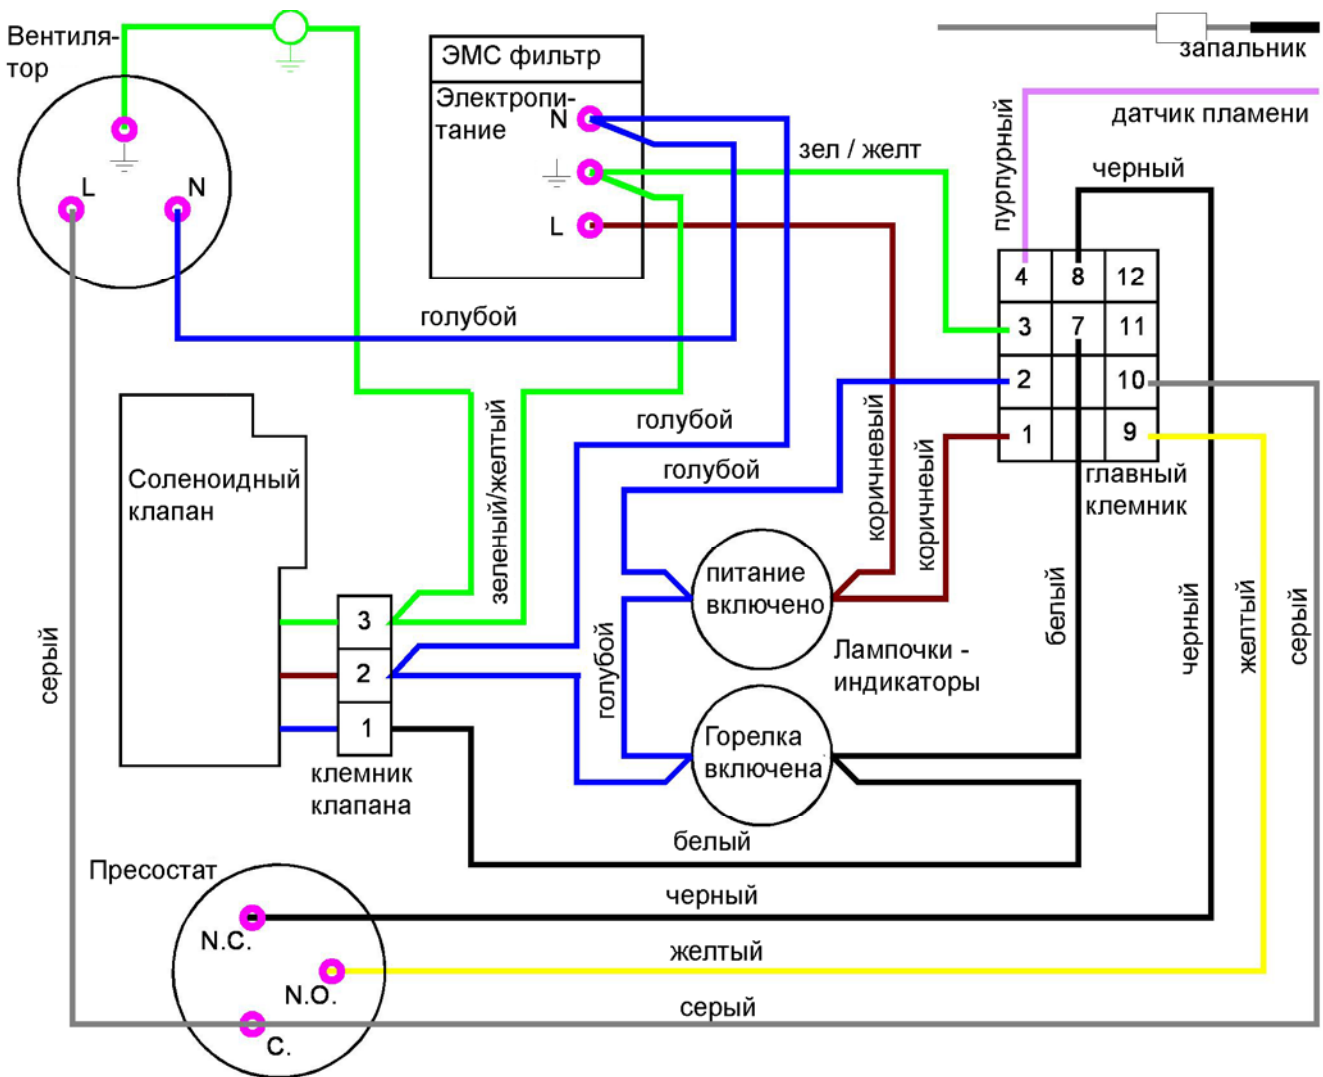 Вентиля-
тор
L
N
ЭМС фильтр
Электропи-
тание
N
L
запальник
датчик пламени
пурпурный
зел / желт
черный
4 8 12
3 7 11
2 10
1 9
главный
клемник
голубой
голубой
голубой
зеленый/желтый
коричневый
коричневый
Соленоидный
клапан
3
2
1
клемник
клапана
питание
включено
Лампочки -
индикаторы
Горелка
включена
голубой
белый
черный
желтый
серый
серый
белый
черный
желтый
серый
Пресостат
N.C.
N.O.
C.